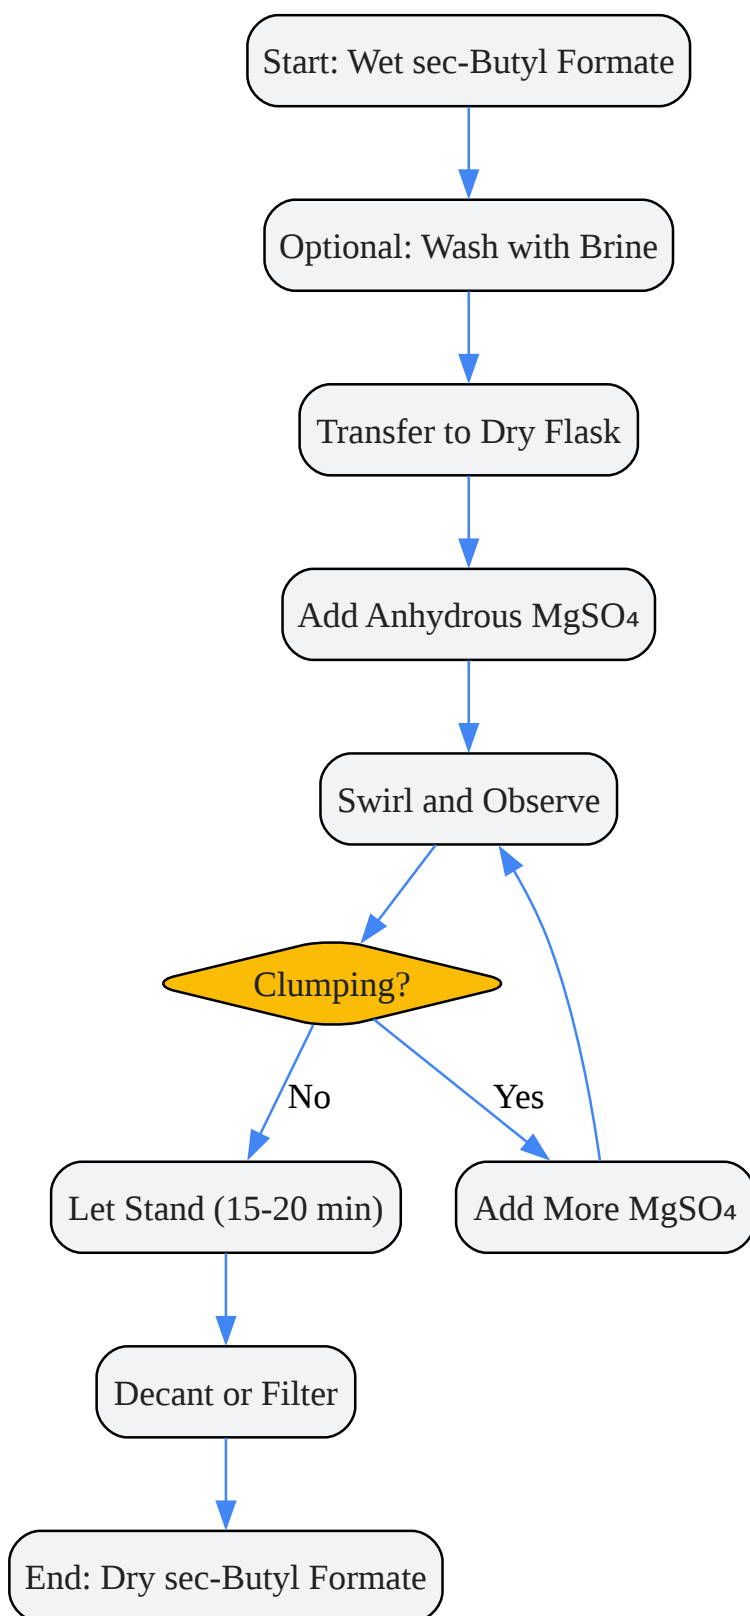 Start: Wet sec-Butyl Formate
Optional: Wash with Brine
Transfer to Dry Flask
Add Anhydrous MgSO₄
Swirl and Observe
Clumping?
No
Yes
Let Stand (15-20 min)
Add More MgSO₄
Decant or Filter
End: Dry sec-Butyl Formate